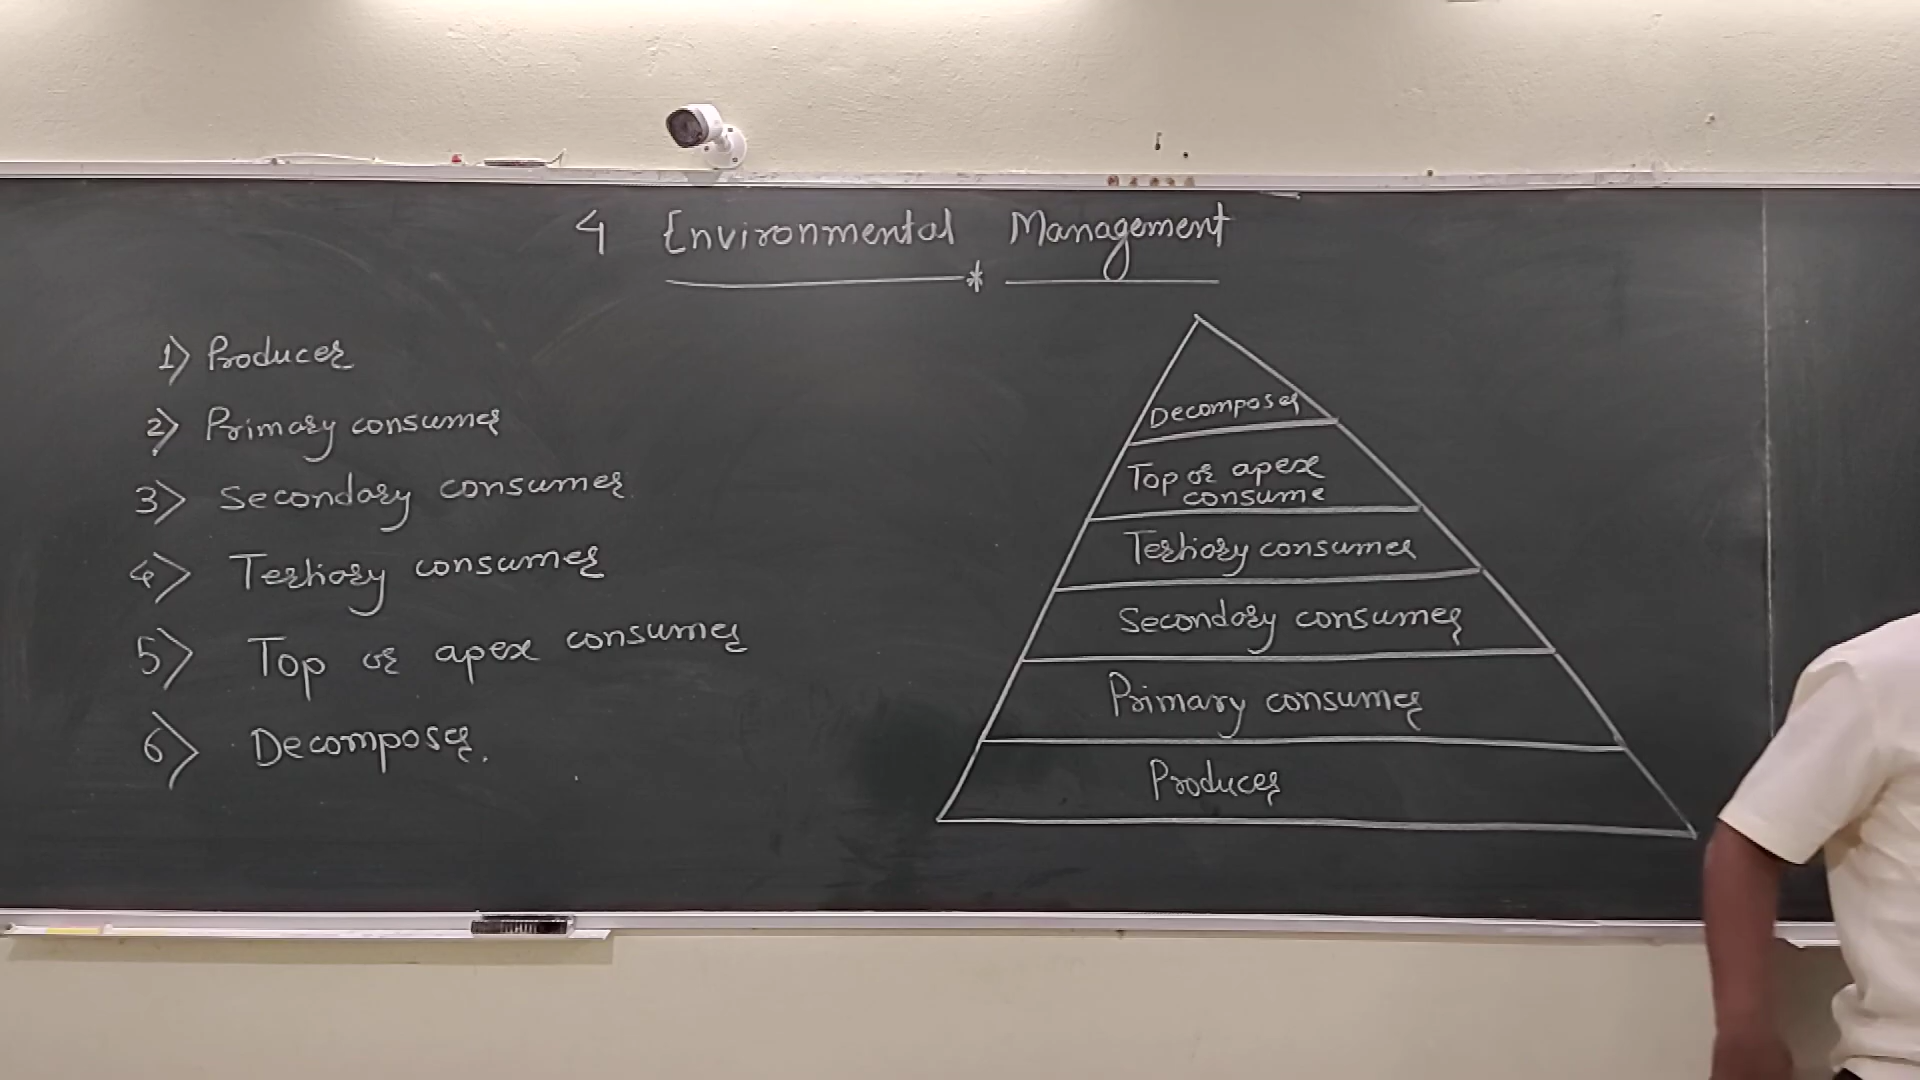 4 Environmental Management
*
1) Producer
2) Primary consumer
3) Secondary consumer
4) Tertiary consumer
5) Top or apex consumer
6) Decomposer.
Decomposer
Top or apex
consume
Tertiary consumer
Secondary consumer
Primary consumer
Producer